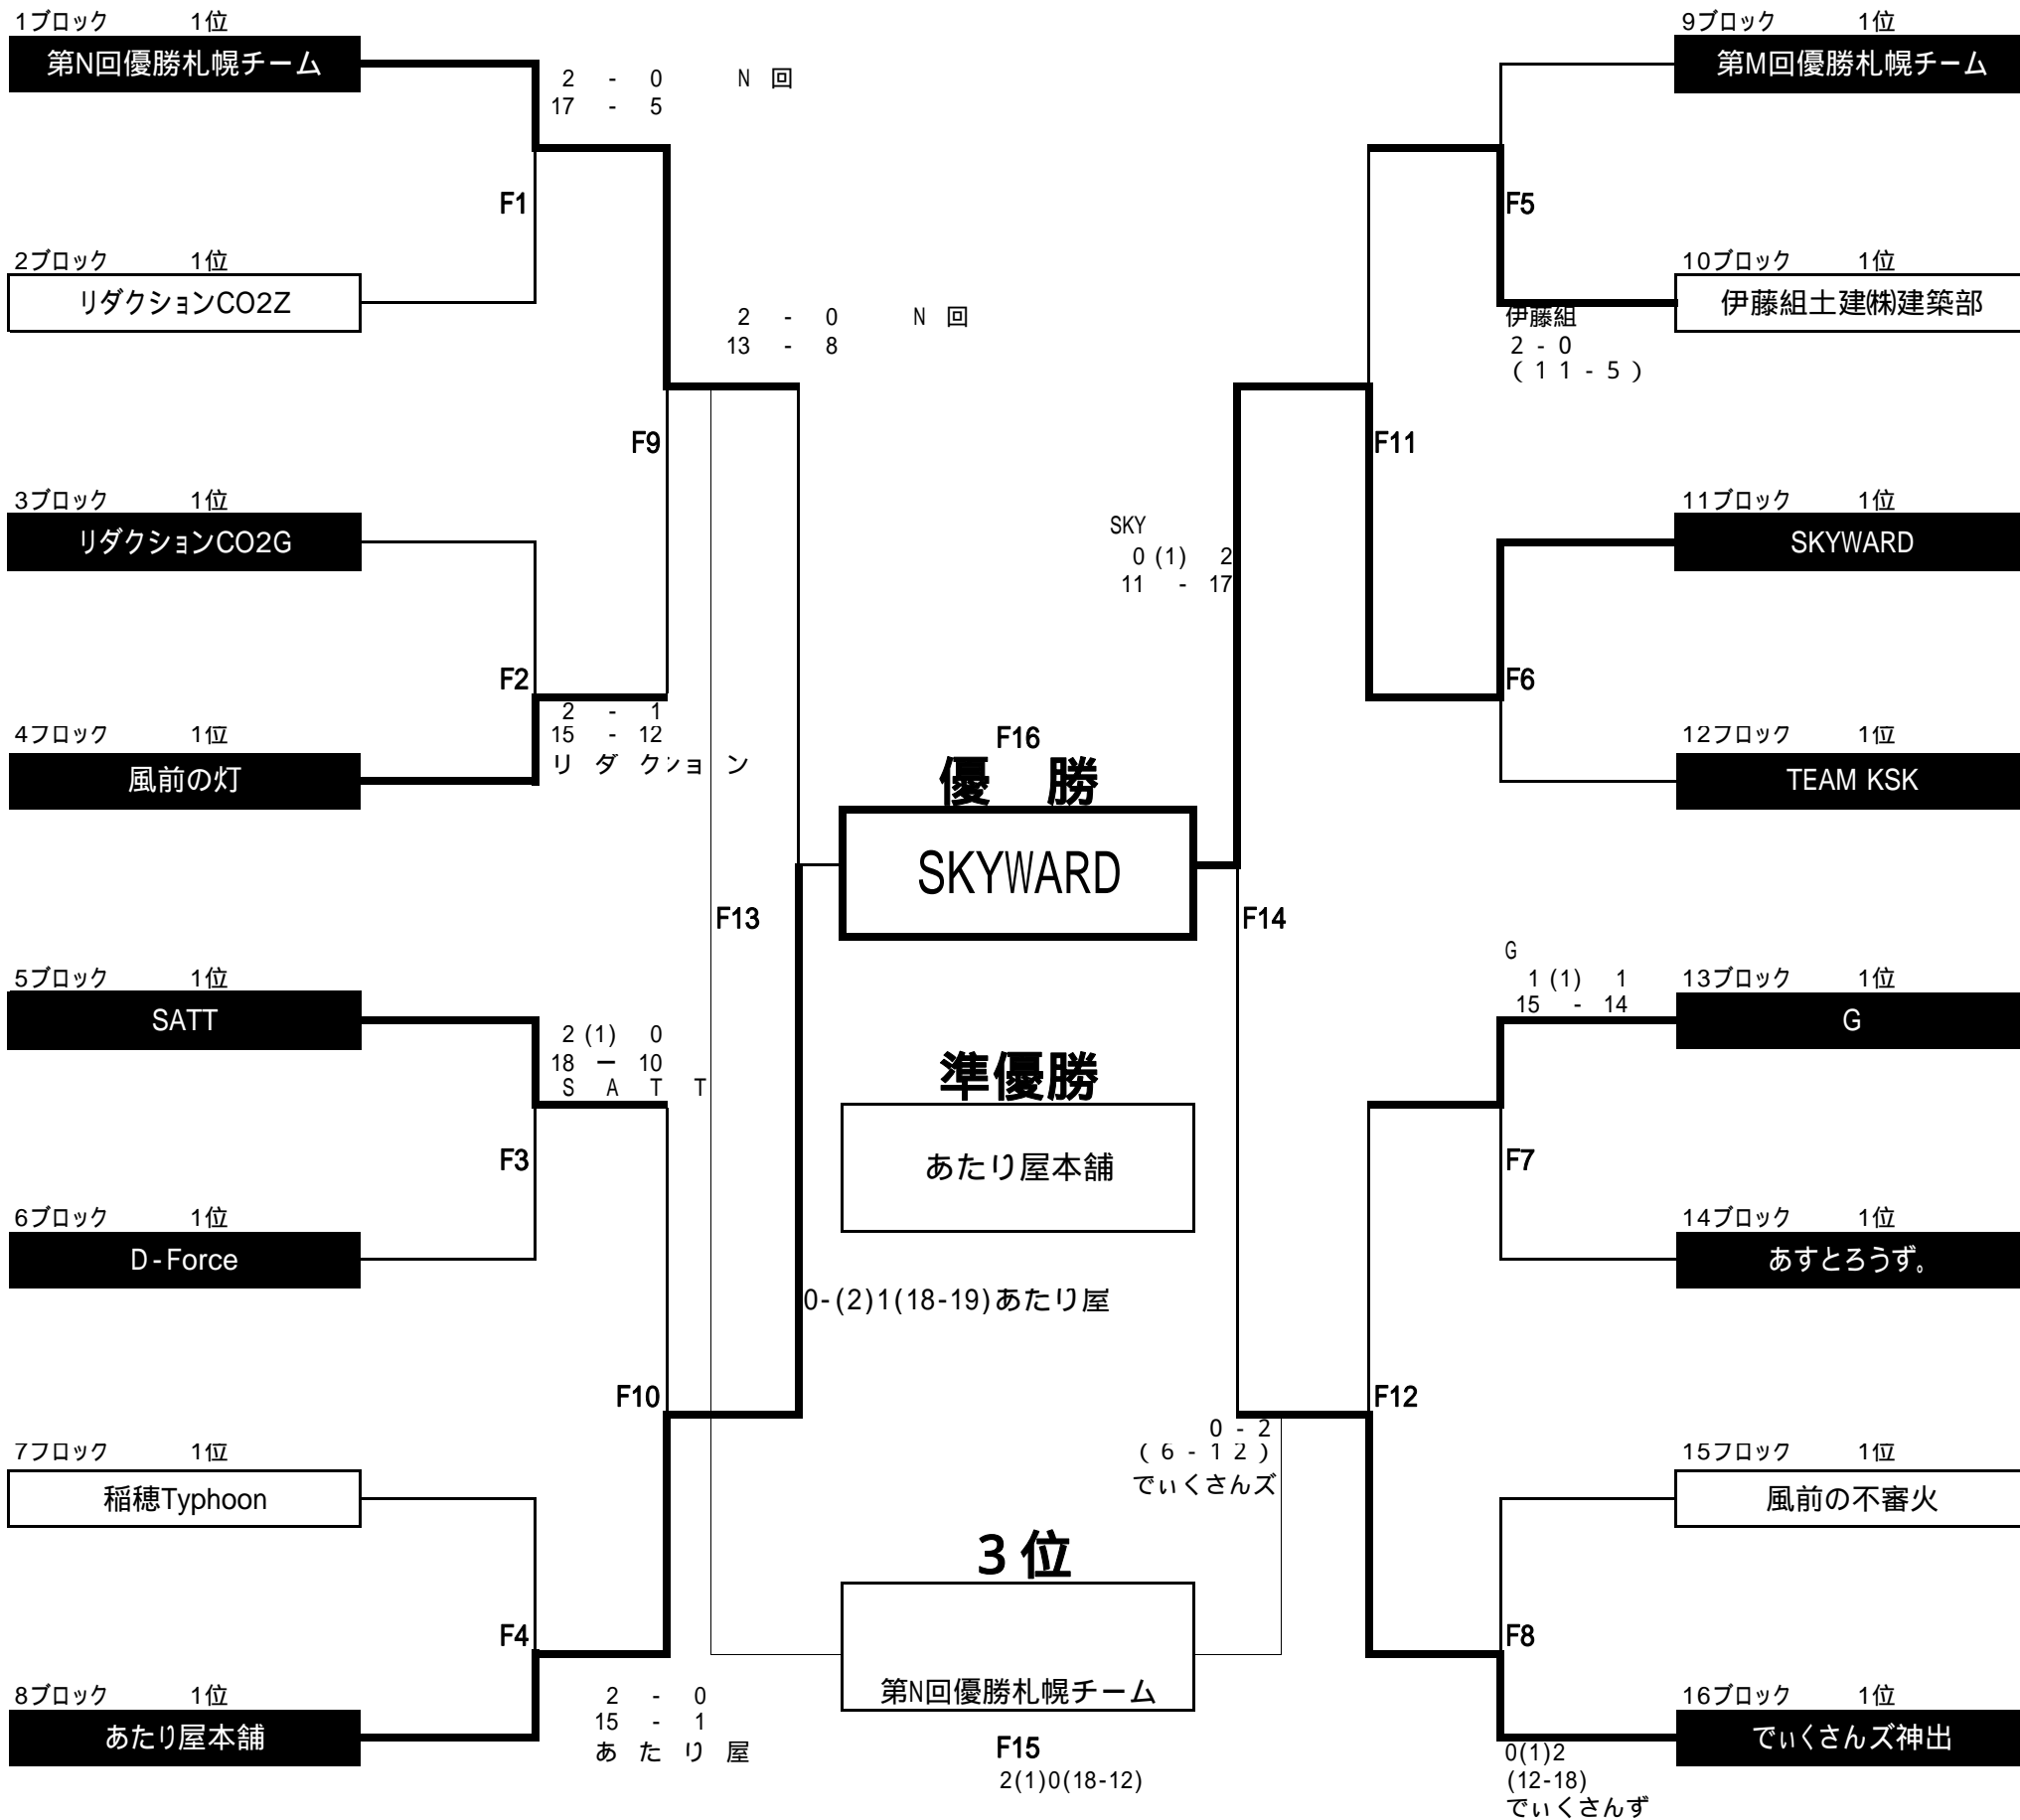 1ブロック 1位
第N回優勝札幌チーム
2 - 0 N 回
17 - 5
F1
2ブロック 1位
リダクションCO2Z
2 - 0 N 回
13 - 8
F9
3ブロック 1位
リダクションCO2G
F2
2 - 1
15 - 12
リ ダ クション
4ブロック 1位
風前の灯
F13
5ブロック 1位
SATT
2 (1) 0
18 ー 10
S A T T
F3
6ブロック 1位
D-Force
0-(2)1(18-19)あたり屋
F10
7ブロック 1位
稲穂Typhoon
F4
8ブロック 1位
あたり屋本舗
2 - 0
15 - 1
あ た り 屋
F16
優 勝
SKYWARD
準優勝
あたり屋本舗
3位
第N回優勝札幌チーム
F15
2(1)0(18-12)
9ブロック 1位
第M回優勝札幌チーム
F5
10ブロック 1位
伊藤組土建㈱建築部
伊藤組
2 - 0
(11-5)
F11
SKY
0 (1) 2
11 - 17
11ブロック 1位
SKYWARD
F6
12ブロック 1位
TEAM KSK
F14
G
1 (1) 1
15 - 14
13ブロック 1位
G
F7
14ブロック 1位
あすとろうず。
F12
0 - 2
(6-12)
でぃくさんズ
15ブロック 1位
風前の不審火
F8
16ブロック 1位
でぃくさんズ神出
0(1)2
(12-18)
でぃくさんず